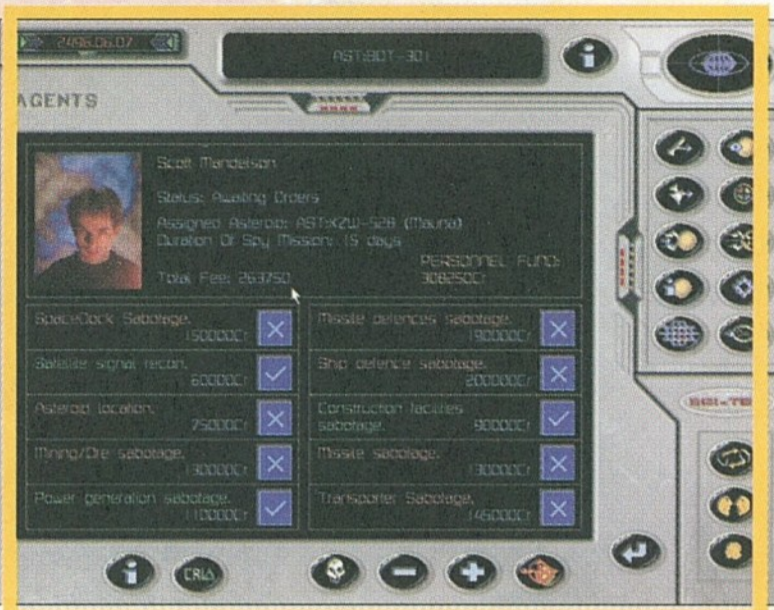 2496.06.07
AST:BOT-301
AGENTS
Scott Mandelson
Status: Awaiting Orders
Assigned Asteroid: AST:XZW-528 (Mauna)
Duration Of Spy Mission: 15 days
PERSONNEL FUND:
308250Cr
Total Fee: 263750
SpaceDock Sabotage.
150000Cr
Satellite signal recon.
60000Cr
Asteroid location.
75000Cr
Mining/Ore sabotage.
130000Cr
Power generation sabotage.
110000Cr
Missile defences sabotage.
190000Cr
Ship defence sabotage.
200000Cr
Construction facilities
sabotage.
90000Cr
Missile sabotage.
130000Cr
Transporter Sabotage.
145000Cr
SCI-TE
CRIA